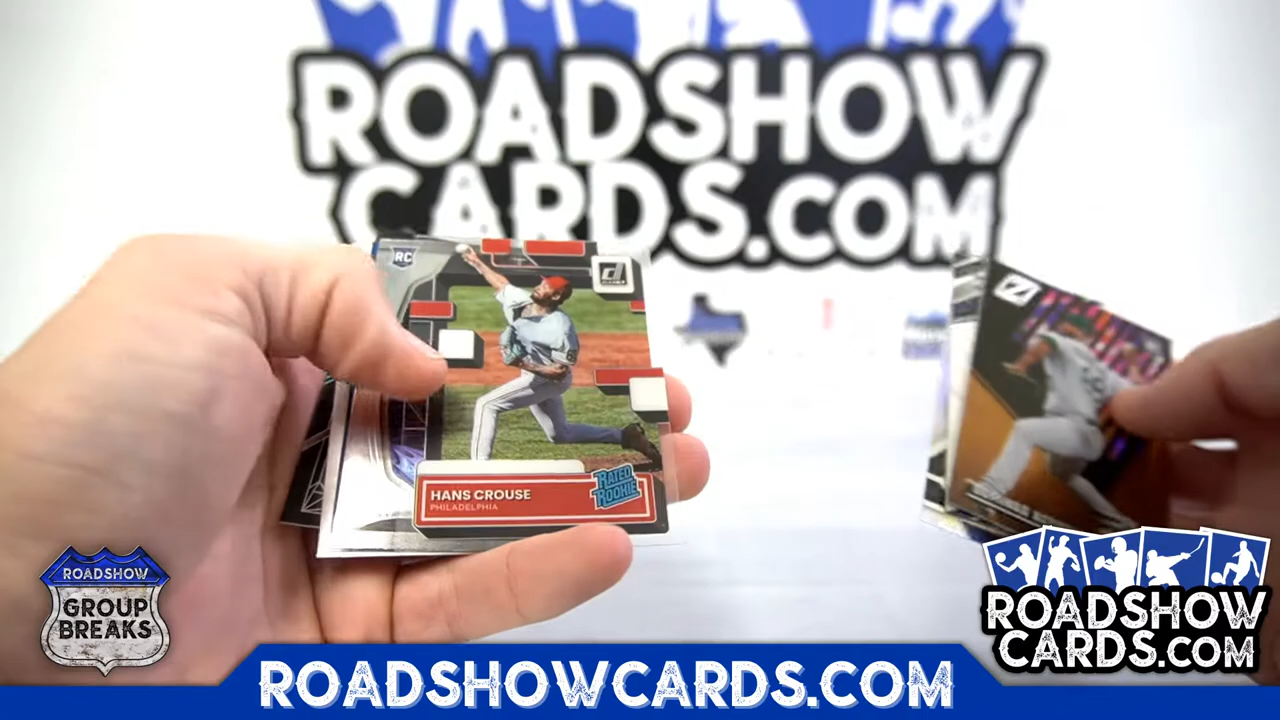 ROADSHOW
CARDS.COM
RC
HANS CROUSE
PHILADELPHIA
RATED
ROOKIE
ROADSHOW
GROUP
BREAKS
ROADSHOW
CARDS.COM
ROADSHOWCARDS.COM